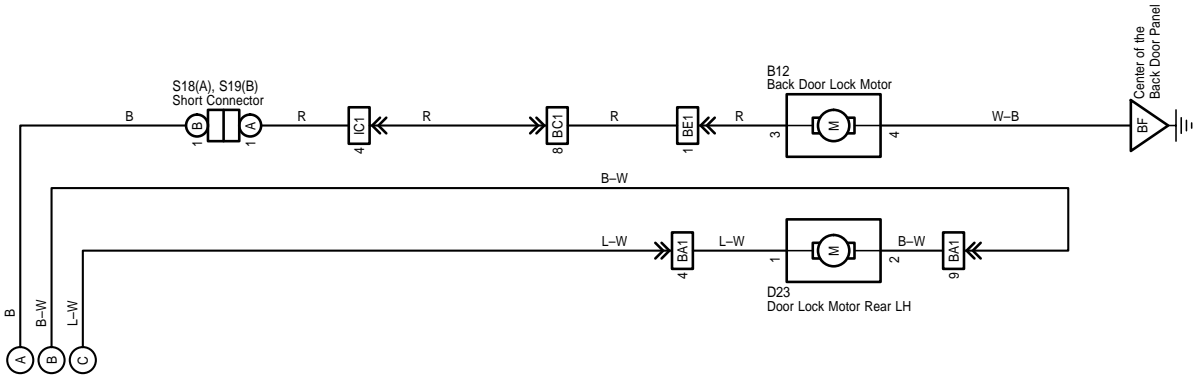 S18(A), S19(B)
Short Connector
B
B
1
A
1
R
IC1
4
R
BC1
8
R
BE1
1
R
B12
Back Door Lock Motor
3
M
4
W–B
BF
Center of the
Back Door Panel
B–W
L–W
BA1
4
L–W
1
M
2
B–W
BA1
9
D23
Door Lock Motor Rear LH
B
B–W
L–W
A
B
C